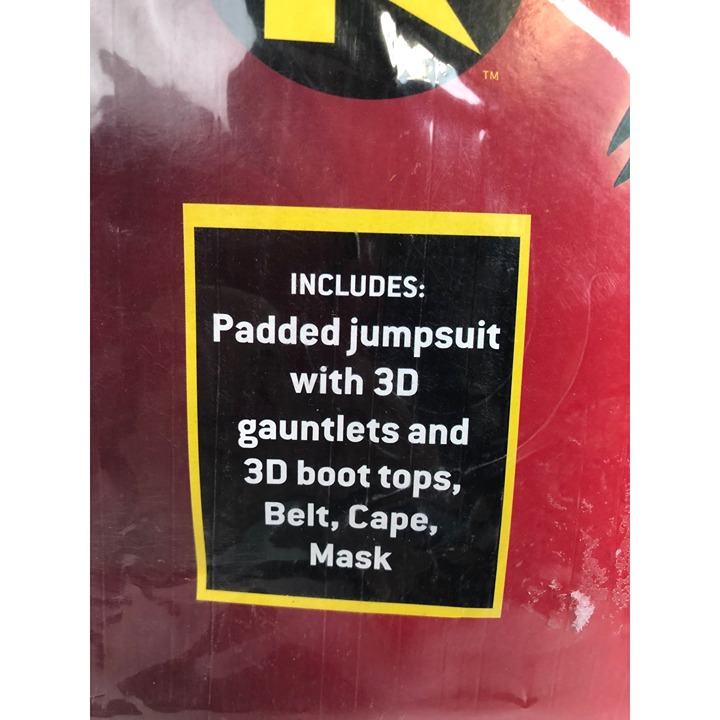 R
TM
INCLUDES:
Padded jumpsuit
with 3D
gauntlets and
3D boot tops,
Belt, Cape,
Mask